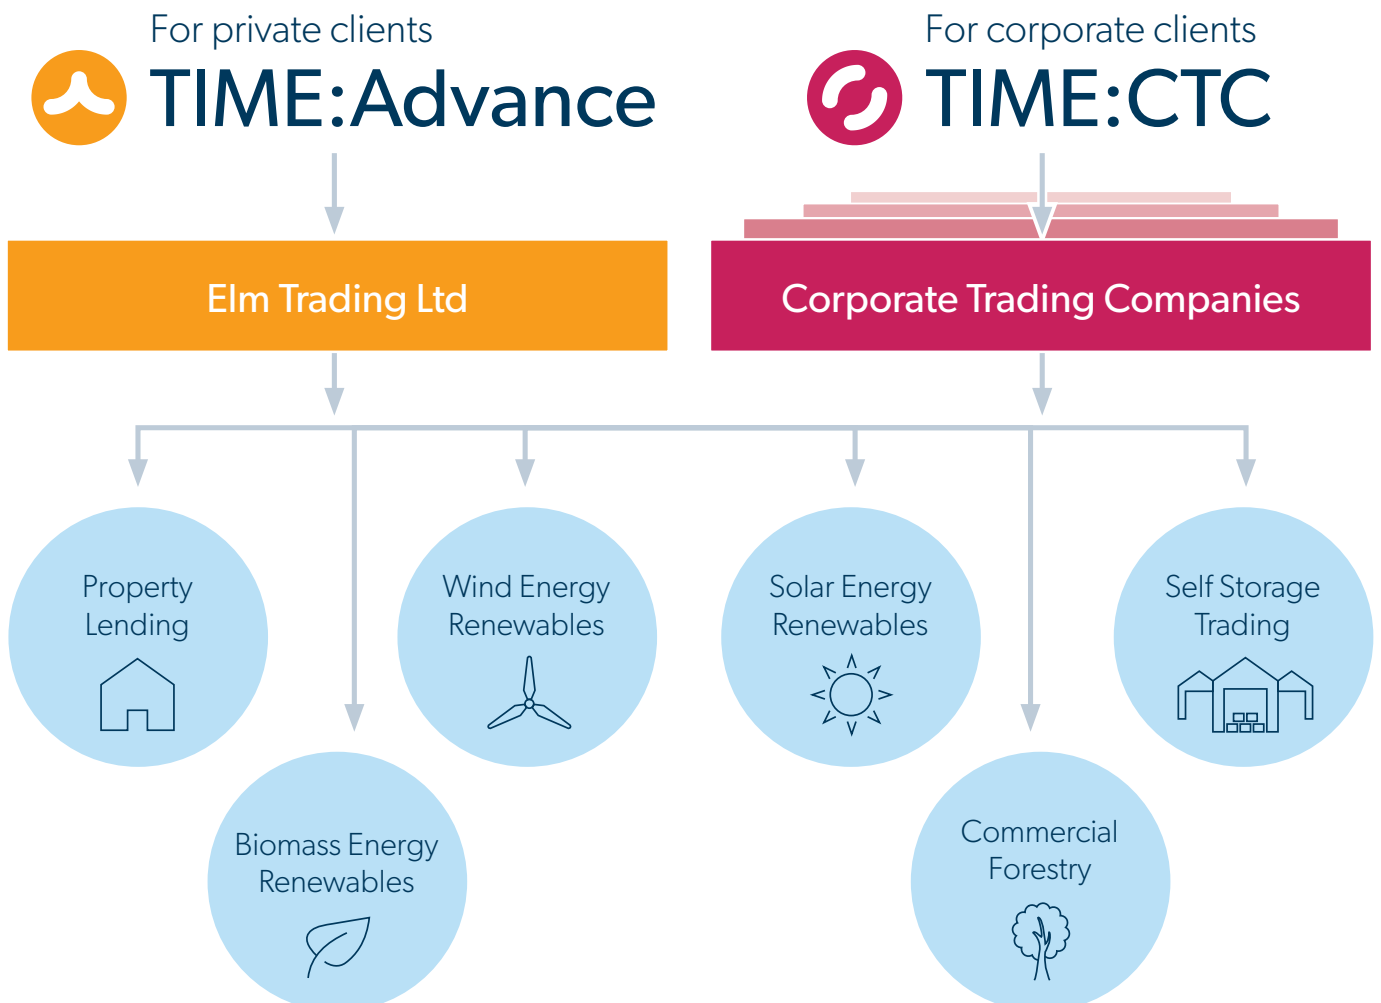 For private clients
TIME:Advance
For corporate clients
TIME:CTC
Elm Trading Ltd
Corporate Trading Companies
Property
Lending
Wind Energy
Renewables
Solar Energy
Renewables
Self Storage
Trading
Biomass Energy
Renewables
Commercial
Forestry